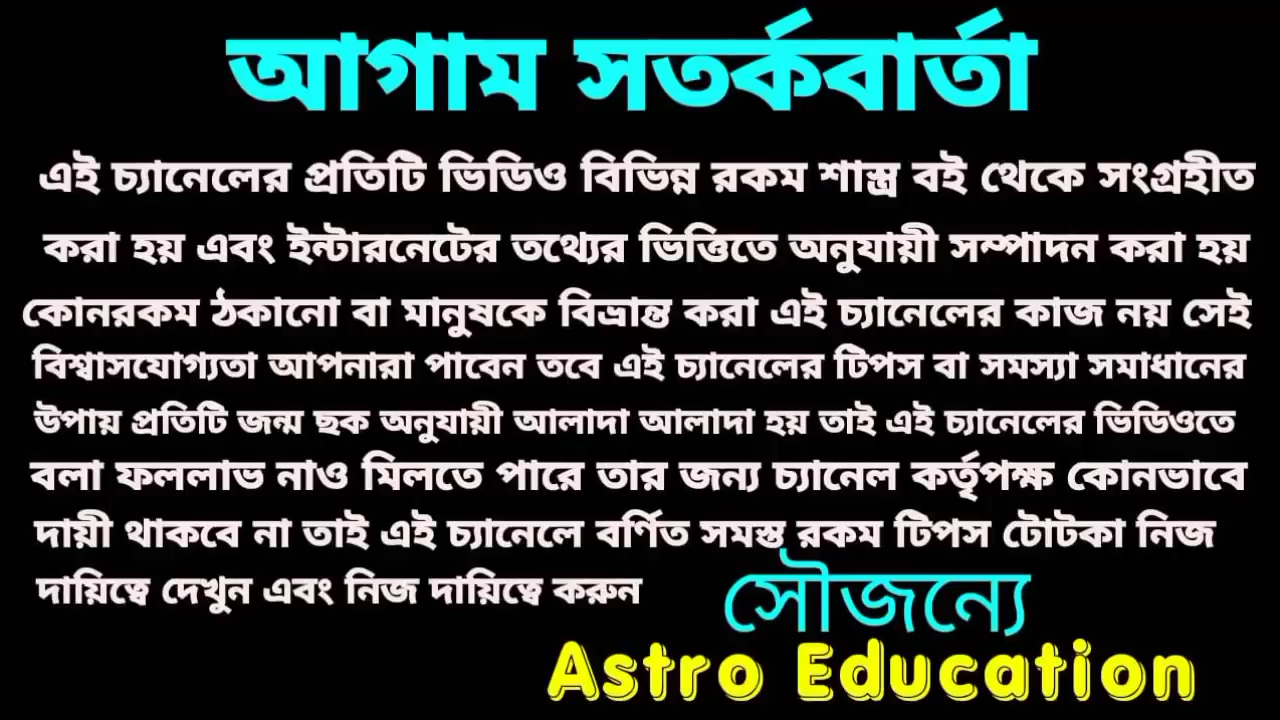 আগাম সতর্কবার্তা
এই চ্যানেলের প্রতিটি ভিডিও বিভিন্ন রকম শাস্ত্র বই থেকে সংগ্রহীত
করা হয় এবং ইন্টারনেটের তথ্যের ভিত্তিতে অনুযায়ী সম্পাদন করা হয়
কোনরকম ঠকানো বা মানুষকে বিভ্রান্ত করা এই চ্যানেলের কাজ নয় সেই
বিশ্বাসযোগ্যতা আপনারা পাবেন তবে এই চ্যানেলের টিপস বা সমস্যা সমাধানের
উপায় প্রতিটি জন্ম ছক অনুযায়ী আলাদা আলাদা হয় তাই এই চ্যানেলের ভিডিওতে
বলা ফললাভ নাও মিলতে পারে তার জন্য চ্যানেল কর্তৃপক্ষ কোনভাবে
দায়ী থাকবে না তাই এই চ্যানেলে বর্ণিত সমস্ত রকম টিপস টোটকা নিজ
দায়িত্বে দেখুন এবং নিজ দায়িত্বে করুন
সৌজন্যে
Astro Education